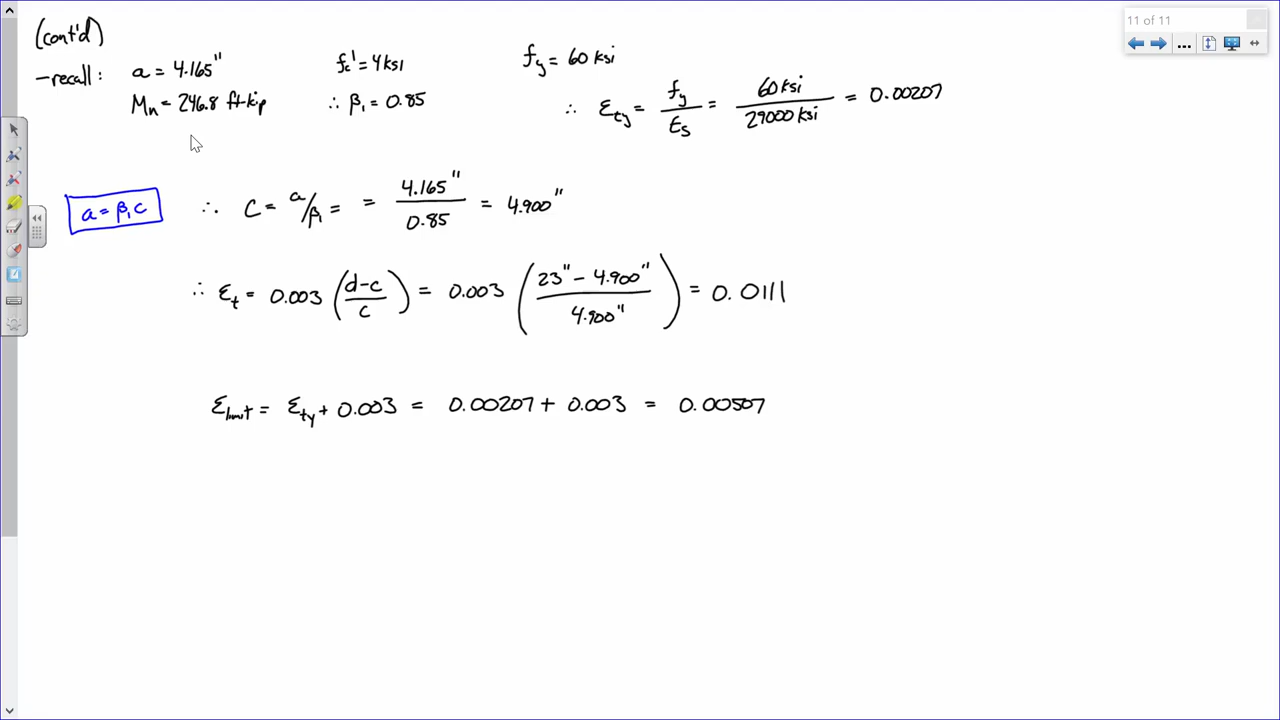 11 of 11
(cont'd)
-recall: a = 4.165" fc' = 4ksi fy = 60 ksi
Mn = 246.8 ft-kip ∴ β1 = 0.85 ∴ εty = fy/Es = 60 ksi/29000 ksi = 0.00207
a = β1c ∴ C = a/β1 = = 4.165"/0.85 = 4.900"
∴ εt = 0.003 (d-c/c) = 0.003 (23" - 4.900"/4.900") = 0.0111
εlimit = εty + 0.003 = 0.00207 + 0.003 = 0.00507